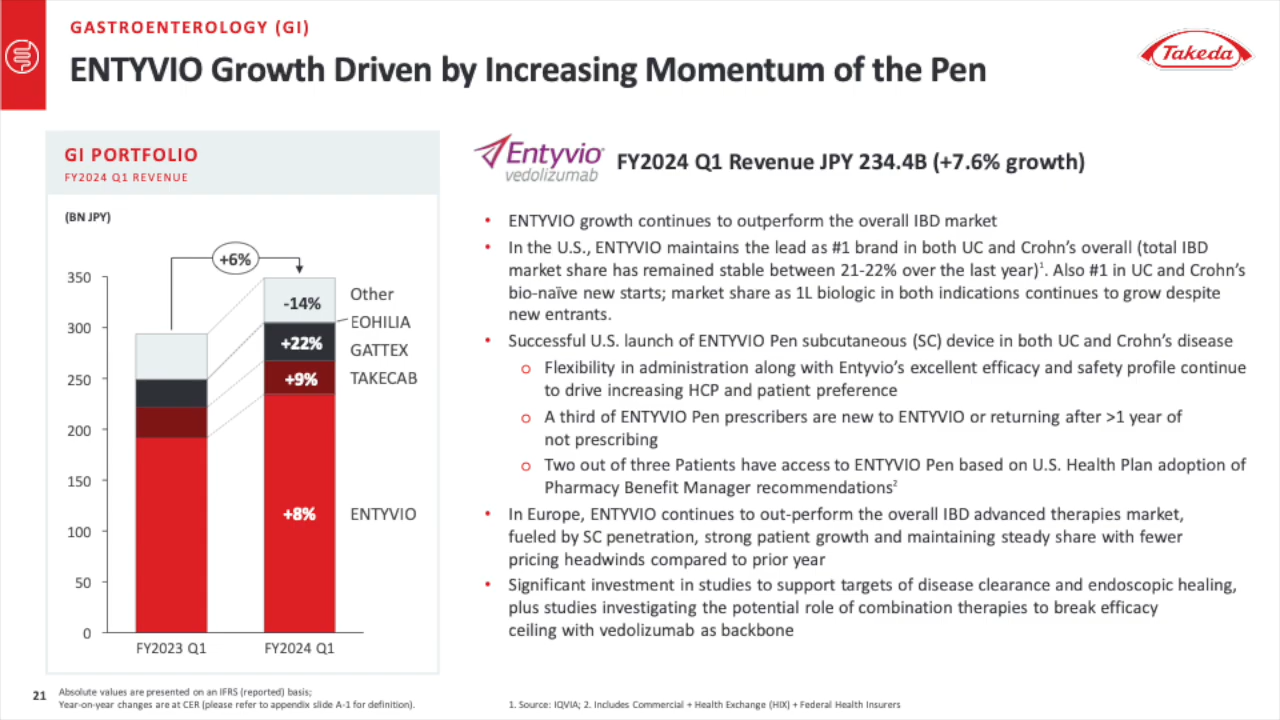 GASTROENTEROLOGY (GI)
ENTYVIO Growth Driven by Increasing Momentum of the Pen
Takeda
GI PORTFOLIO
FY2024 Q1 REVENUE
(BN JPY)
+6%
350
300
250
200
150
100
50
0
-14%
+22%
+9%
+8%
Other
EOHILIA
GATTEX
TAKECAB
ENTYVIO
FY2023 Q1
FY2024 Q1
Entyvio®
vedolizumab
FY2024 Q1 Revenue JPY 234.4B (+7.6% growth)
• ENTYVIO growth continues to outperform the overall IBD market
• In the U.S., ENTYVIO maintains the lead as #1 brand in both UC and Crohn's overall (total IBD
market share has remained stable between 21-22% over the last year)¹. Also #1 in UC and Crohn's
bio-naïve new starts; market share as 1L biologic in both indications continues to grow despite
new entrants.
• Successful U.S. launch of ENTYVIO Pen subcutaneous (SC) device in both UC and Crohn's disease
o Flexibility in administration along with Entyvio's excellent efficacy and safety profile continue
to drive increasing HCP and patient preference
o A third of ENTYVIO Pen prescribers are new to ENTYVIO or returning after >1 year of
not prescribing
o Two out of three Patients have access to ENTYVIO Pen based on U.S. Health Plan adoption of
Pharmacy Benefit Manager recommendations²
• In Europe, ENTYVIO continues to out-perform the overall IBD advanced therapies market,
fueled by SC penetration, strong patient growth and maintaining steady share with fewer
pricing headwinds compared to prior year
• Significant investment in studies to support targets of disease clearance and endoscopic healing,
plus studies investigating the potential role of combination therapies to break efficacy
ceiling with vedolizumab as backbone
21
Absolute values are presented on an IFRS (reported) basis;
Year-on-year changes are at CER (please refer to appendix slide A-1 for definition).
1. Source: IQVIA; 2. Includes Commercial + Health Exchange (HIX) + Federal Health Insurers